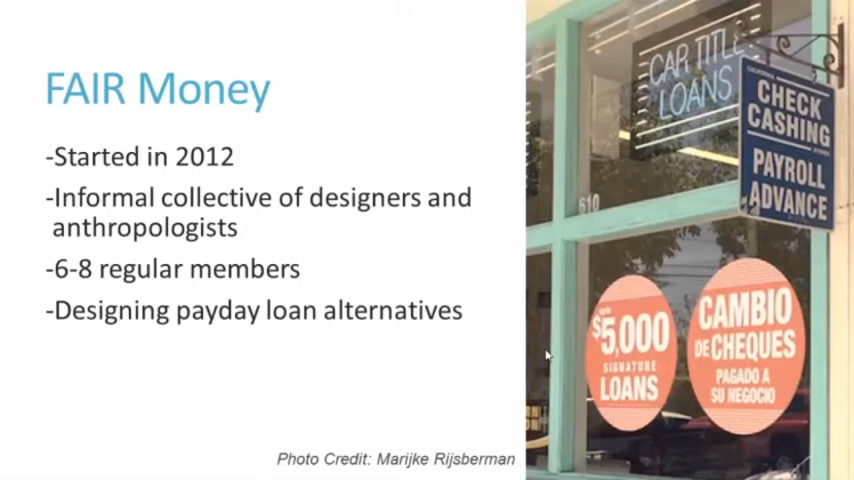 FAIR Money
-Started in 2012
-Informal collective of designers and
anthropologists
-6-8 regular members
-Designing payday loan alternatives
Photo Credit: Marijke Rijsberman
CAR TITLE
LOANS
CHECK
CASHING
PAYROLL
ADVANCE
610
$5,000
SIGNATURE
LOANS
CAMBIO
DE CHEQUES
PAGADO A
SU NEGOCIO